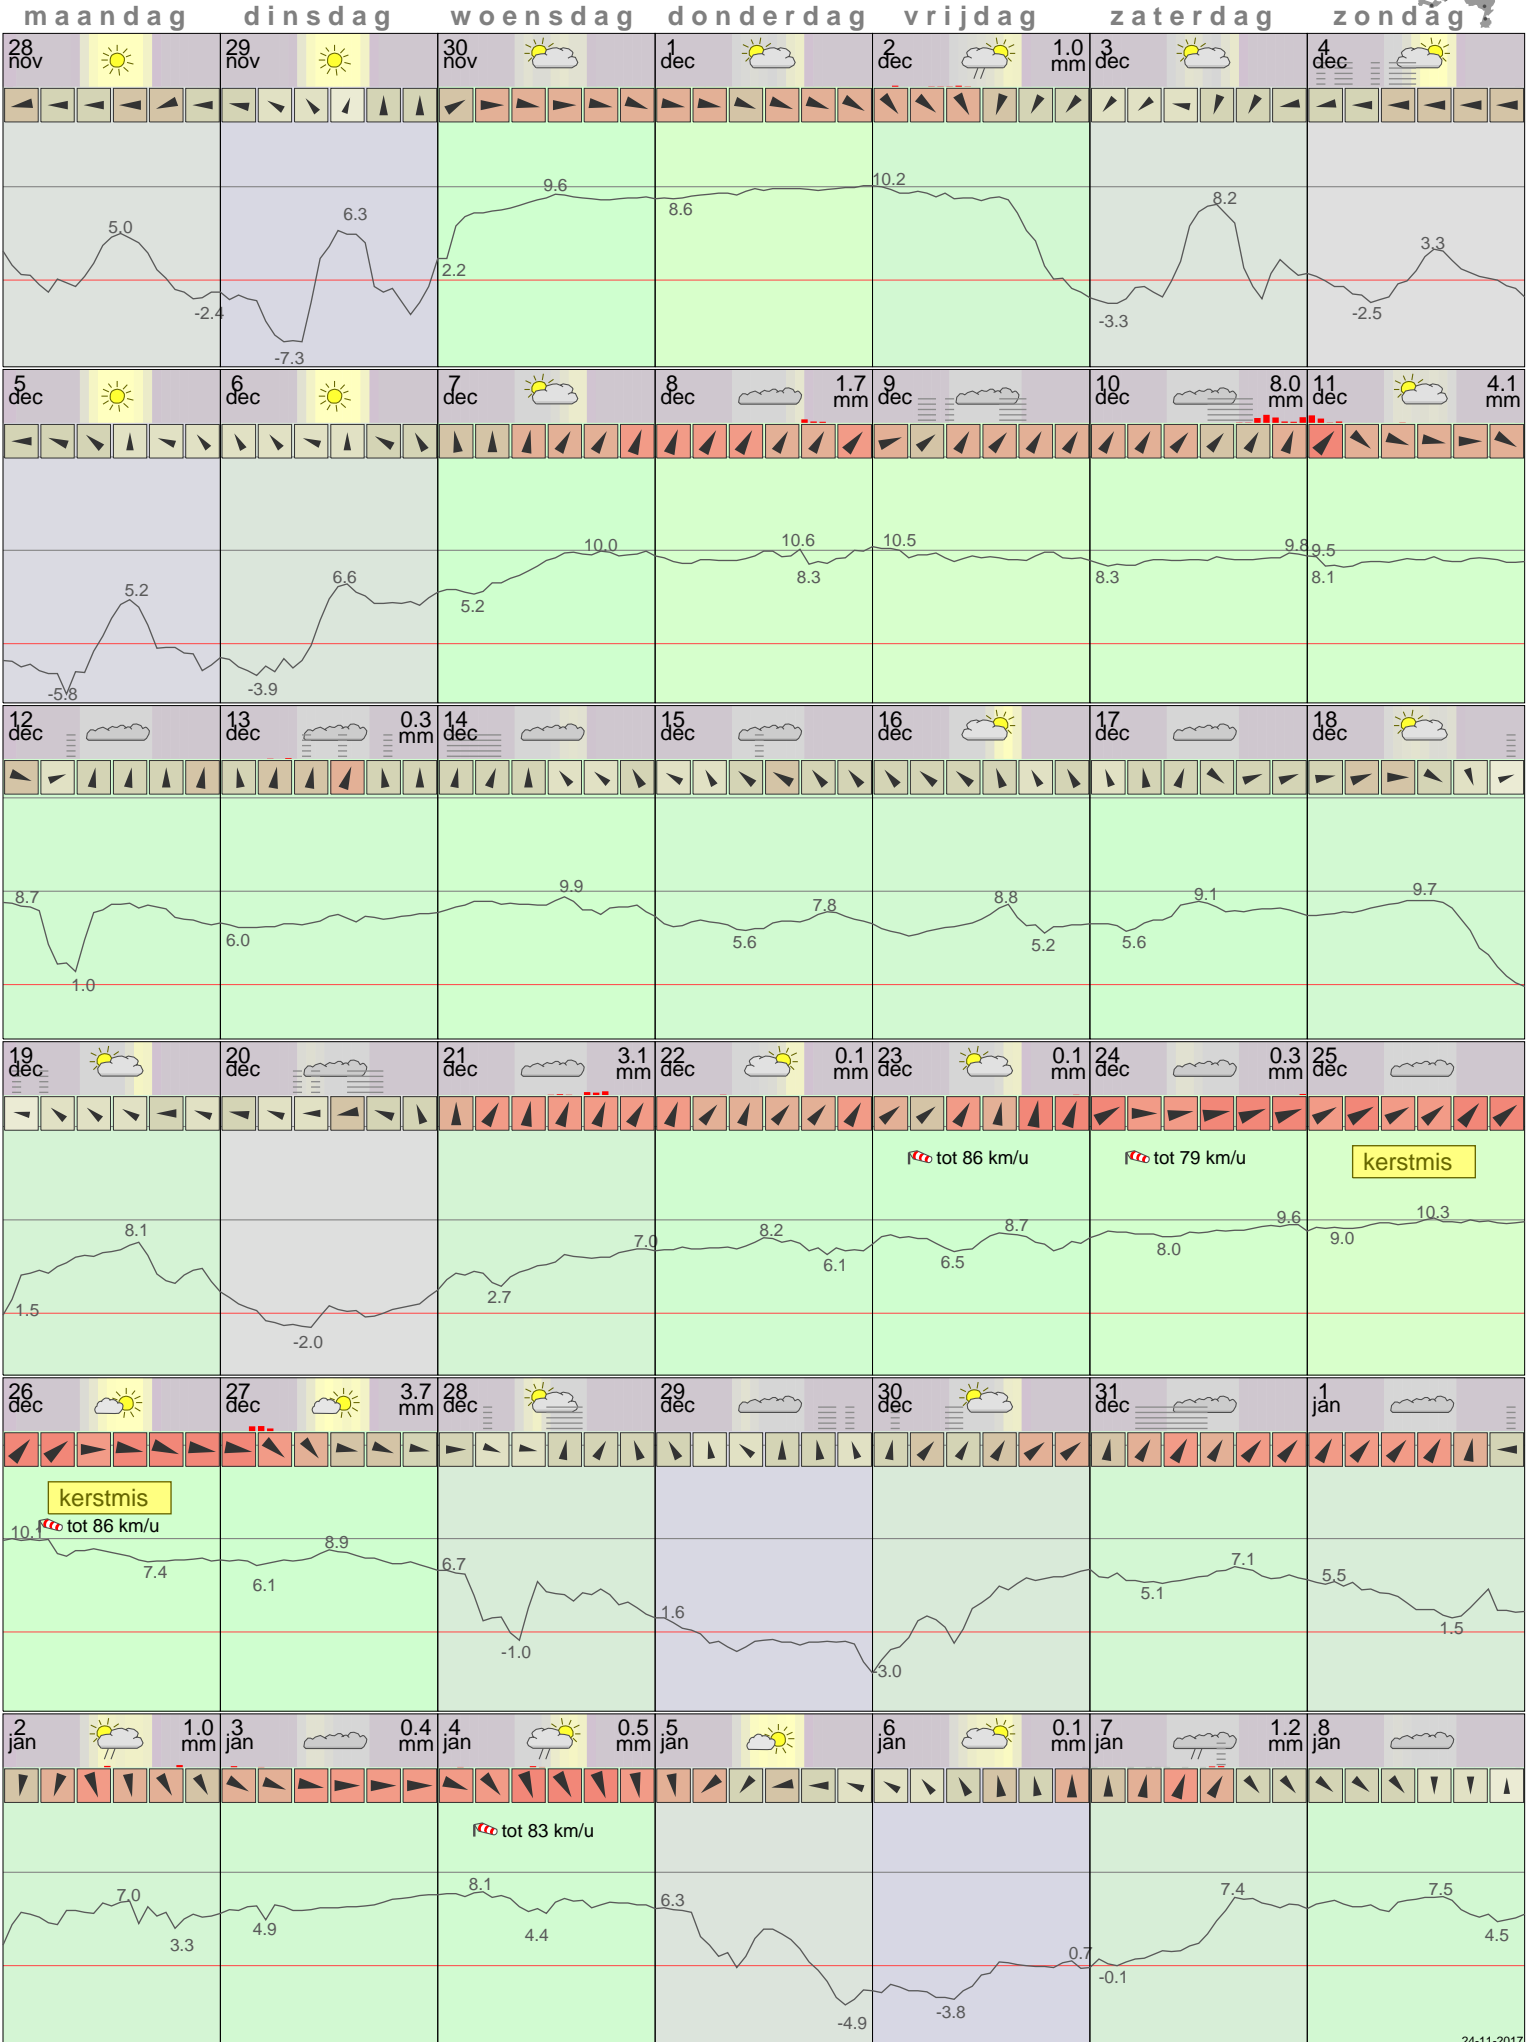 maandag dinsdag woensdag donderdag vrijdag zaterdag zondag
28 nov 29 nov 30 nov 1 dec 2 dec 1.0 mm 3 dec 4 dec
5.0 -2.4 -7.3 6.3 2.2 9.6 8.6 10.2 -3.3 8.2 -2.5 3.3
5 dec 6 dec 7 dec 8 dec 1.7 mm 9 dec 10 dec 8.0 mm 11 dec 4.1 mm
-5.8 5.2 -3.9 6.6 5.2 10.0 10.6 8.3 10.5 8.3 9.8 9.5 8.1
12 dec 13 dec 0.3 mm 14 dec 15 dec 16 dec 17 dec 18 dec
8.7 1.0 6.0 9.9 5.6 7.8 8.8 5.2 5.6 9.1 9.7
19 dec 20 dec 21 dec 3.1 mm 22 dec 0.1 mm 23 dec 0.1 mm 24 dec 0.3 mm 25 dec
tot 86 km/u tot 79 km/u kerstmis
1.5 8.1 -2.0 2.7 7.0 8.2 6.1 6.5 8.7 8.0 9.6 9.0 10.3
26 dec 27 dec 3.7 mm 28 dec 29 dec 30 dec 31 dec 1 jan
kerstmis
tot 86 km/u
10.1 7.4 6.1 8.9 6.7 -1.0 1.6 -3.0 5.1 7.1 5.5 1.5
2 jan 1.0 mm 3 jan 0.4 mm 4 jan 0.5 mm 5 jan 6 jan 0.1 mm 7 jan 1.2 mm 8 jan
tot 83 km/u
7.0 3.3 4.9 8.1 4.4 6.3 -4.9 -3.8 0.7 -0.1 7.4 7.5 4.5
24-11-2017